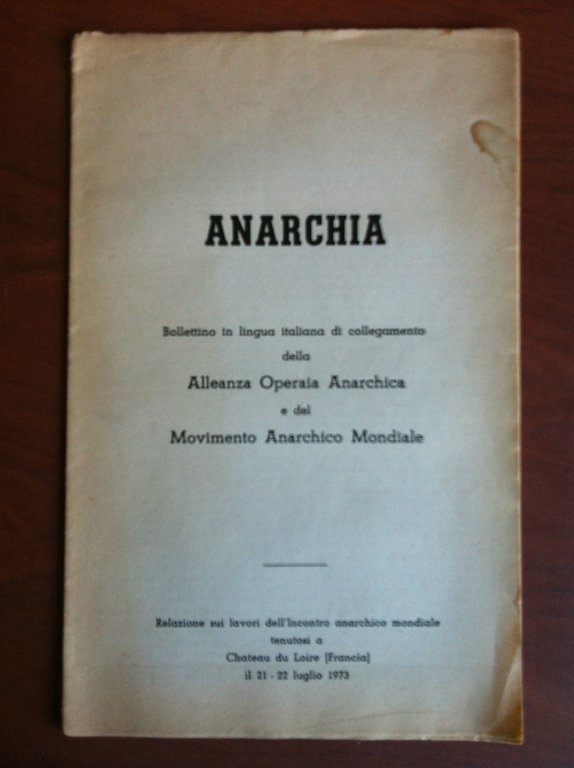 ANARCHIA
Bollettino in lingua italiana di collegamento
della
Alleanza Operaia Anarchica
e del
Movimento Anarchico Mondiale
Relazione sui lavori dell'Incontro anarchico mondiale
tenutosi a
Chateau du Loire (Francia)
il 21 - 22 luglio 1973